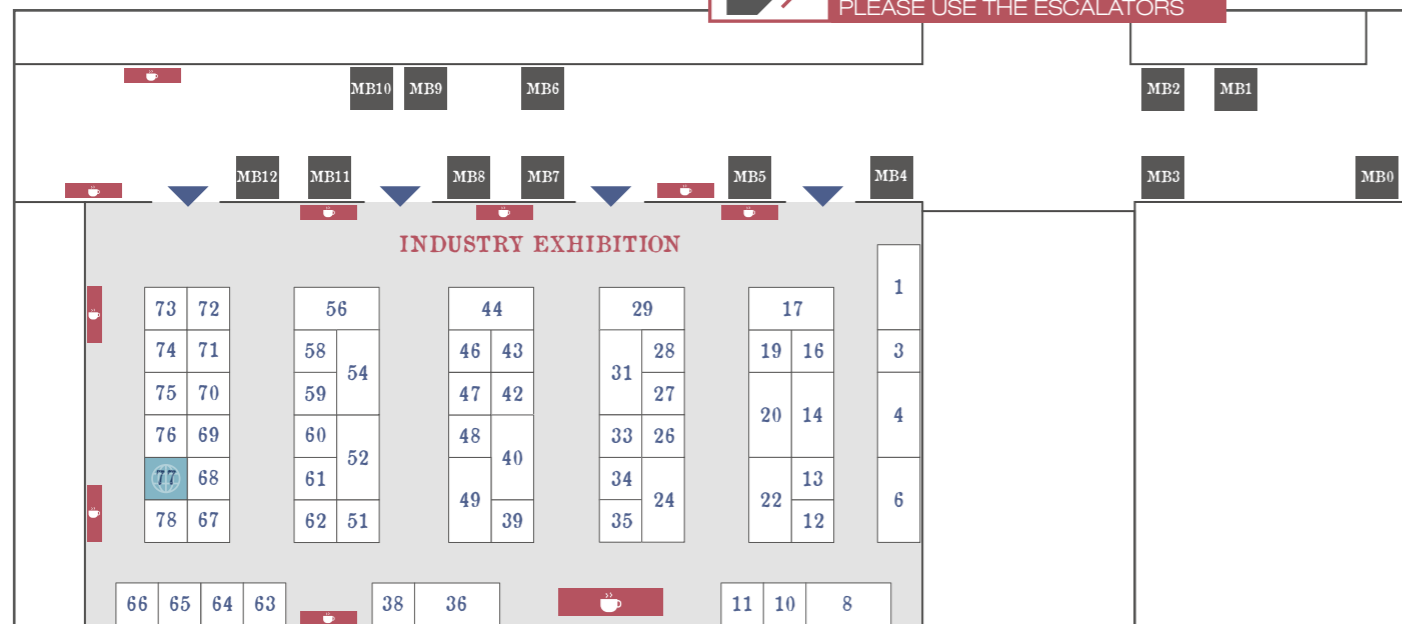 PLEASE USE THE ESCALATORS
MB10 MB9 MB6 MB2 MB1
MB12 MB11 MB8 MB7 MB5 MB4 MB3 MB0
INDUSTRY EXHIBITION
1
73 72 56 44 29 17
74 71 58 46 43 28 19 16 3
54 31
75 70 59 47 42 27
20 14 4
76 69 60 48 33 26
52 40
77 68 61 34 13
49 24 22 6
78 67 62 51 39 35 12
66 65 64 63 38 36 11 10 8